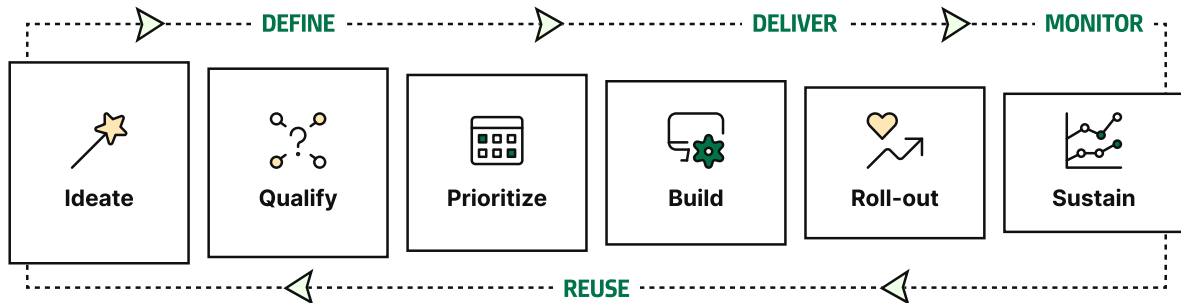 DEFINE
DELIVER
MONITOR
Ideate
Qualify
?
Prioritize
Build
Roll-out
Sustain
REUSE